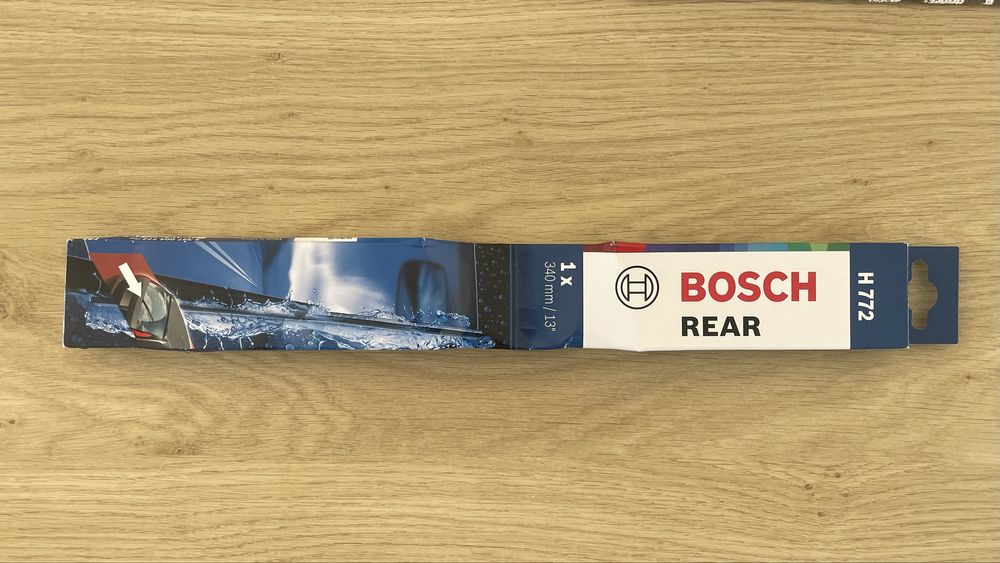 1 x
340 mm / 13"
BOSCH
REAR
H 772